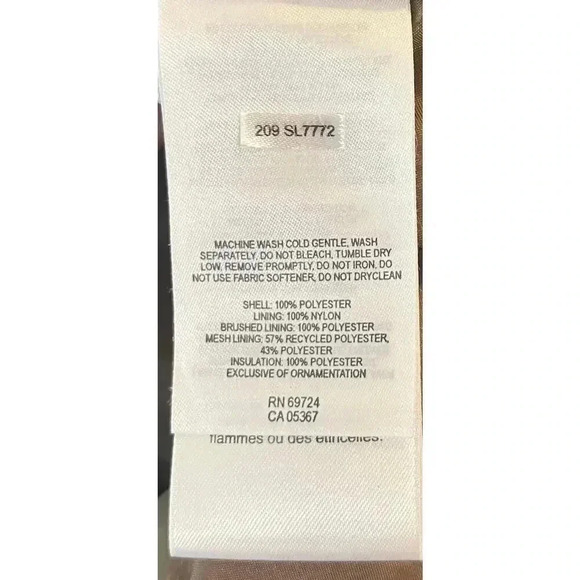 209 SL7772
MACHINE WASH COLD GENTLE, WASH
SEPARATELY, DO NOT BLEACH, TUMBLE DRY
LOW, REMOVE PROMPTLY, DO NOT IRON, DO
NOT USE FABRIC SOFTENER, DO NOT DRYCLEAN
SHELL: 100% POLYESTER
LINING: 100% NYLON
BRUSHED LINING: 100% POLYESTER
MESH LINING: 57% RECYCLED POLYESTER,
43% POLYESTER
INSULATION: 100% POLYESTER
EXCLUSIVE OF ORNAMENTATION
RN 69724
CA 05367
flammes ou des étincelles.